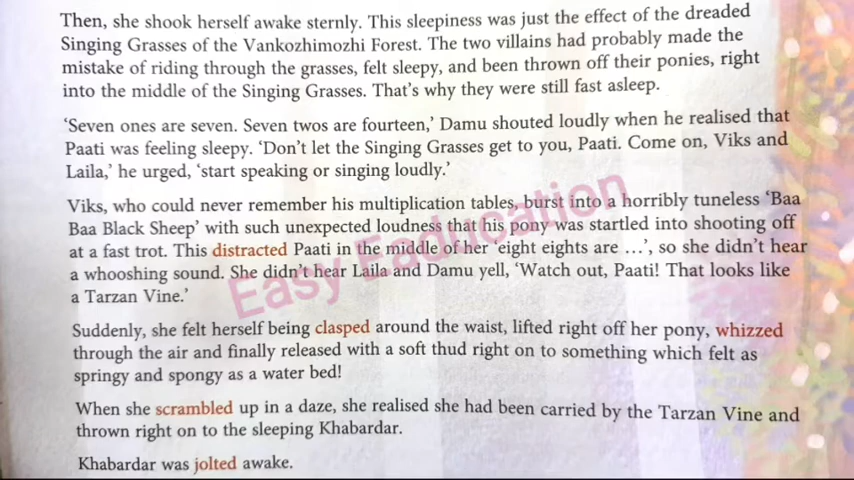 Then, she shook herself awake sternly. This sleepiness was just the effect of the dreaded
Singing Grasses of the Vankozhimozhi Forest. The two villains had probably made the
mistake of riding through the grasses, felt sleepy, and been thrown off their ponies, right
into the middle of the Singing Grasses. That's why they were still fast asleep.
'Seven ones are seven. Seven twos are fourteen,' Damu shouted loudly when he realised that
Paati was feeling sleepy. 'Don't let the Singing Grasses get to you, Paati. Come on, Viks and
Laila,' he urged, 'start speaking or singing loudly.'
Viks, who could never remember his multiplication tables, burst into a horribly tuneless 'Baa
Baa Black Sheep' with such unexpected loudness that his pony was startled into shooting off
at a fast trot. This distracted Paati in the middle of her 'eight eights are ...', so she didn't hear
a whooshing sound. She didn't hear Laila and Damu yell, 'Watch out, Paati! That looks like
a Tarzan Vine.'
Suddenly, she felt herself being clasped around the waist, lifted right off her pony, whizzed
through the air and finally released with a soft thud right on to something which felt as
springy and spongy as a water bed!
When she scrambled up in a daze, she realised she had been carried by the Tarzan Vine and
thrown right on to the sleeping Khabardar.
Khabardar was jolted awake.
Easy Eaducation